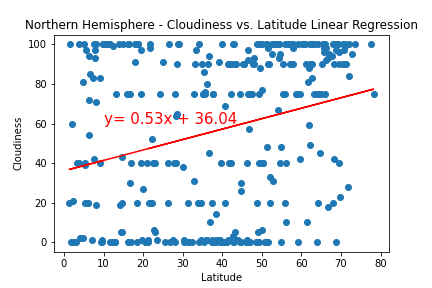 Northern Hemisphere - Cloudiness vs. Latitude Linear Regression
100
80
60
40
20
0
Cloudiness
y= 0.53x + 36.04
0 10 20 30 40 50 60 70 80
Latitude